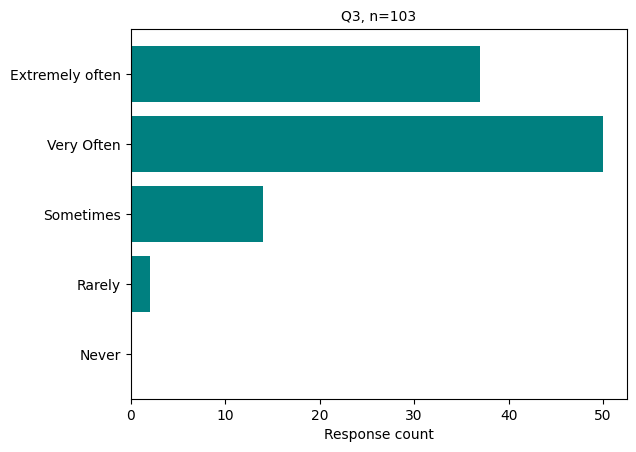 Q3, n=103
Extremely often
Very Often
Sometimes
Rarely
Never
0 10 20 30 40 50
Response count